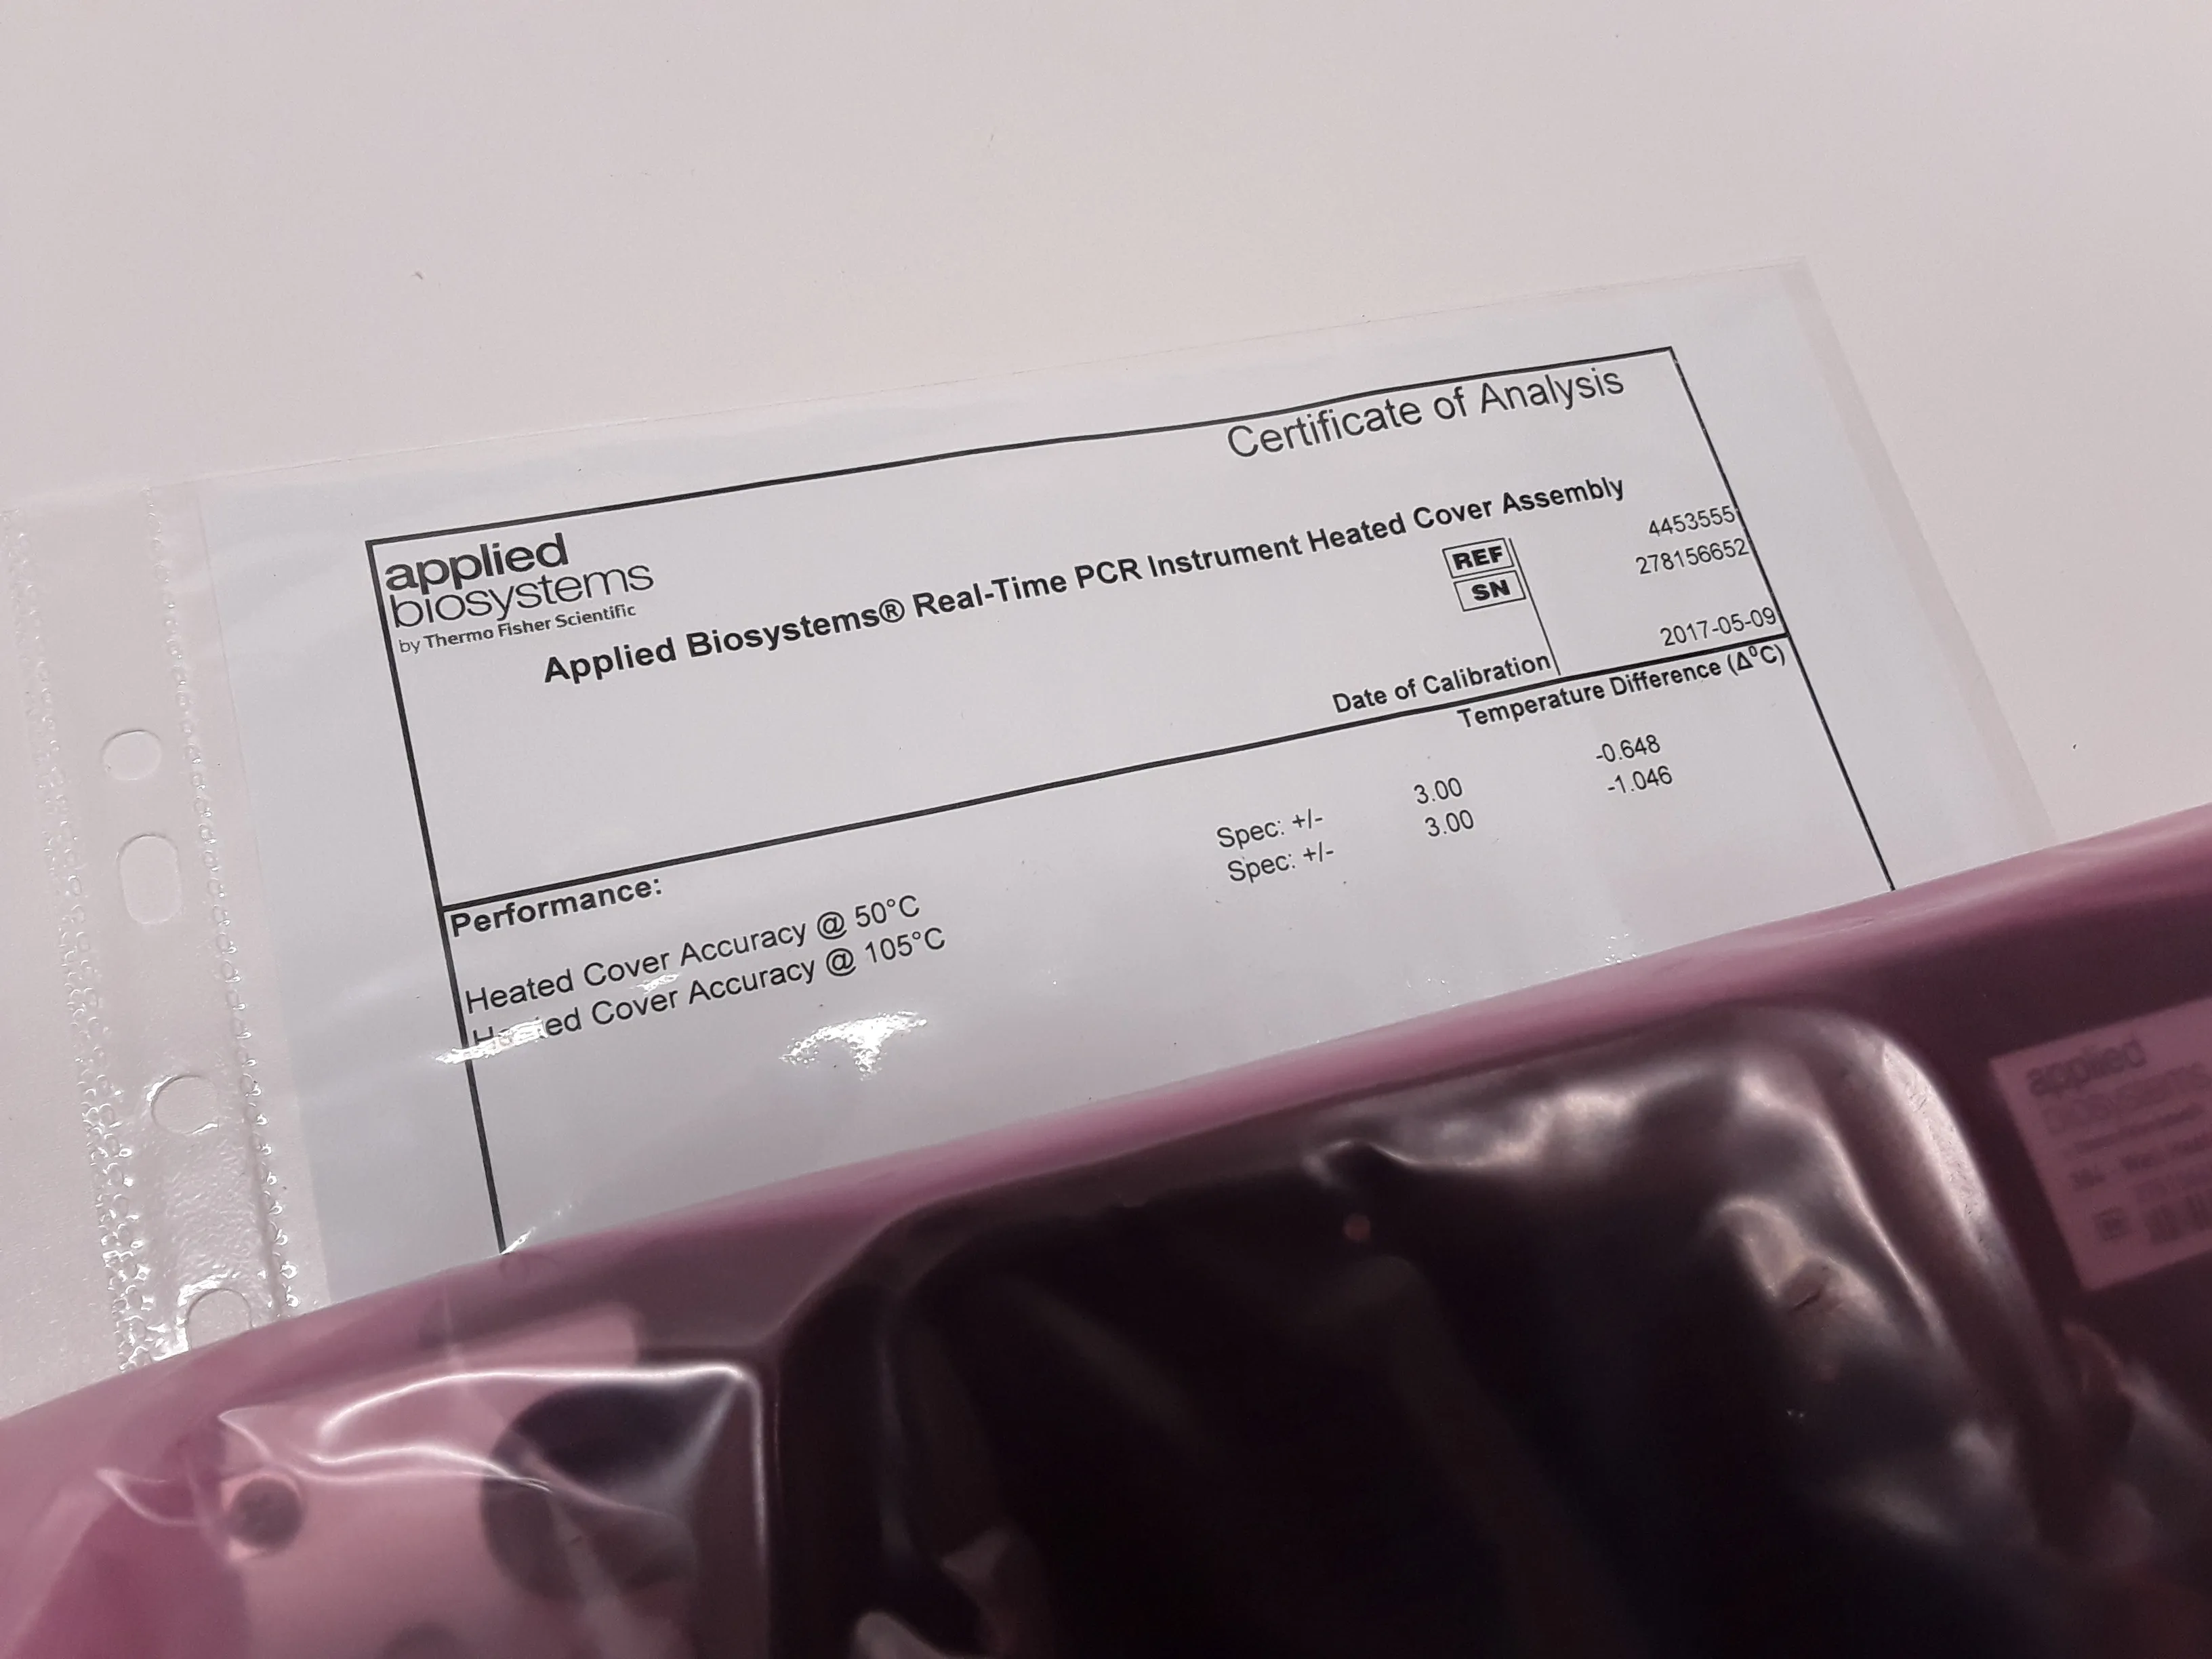 Certificate of Analysis
applied
biosystems
by Thermo Fisher Scientific
Applied Biosystems® Real-Time PCR Instrument Heated Cover Assembly
REF 4453555
SN 278156652
Date of Calibration 2017-05-09
Temperature Difference (Δ°C)
Performance:
Heated Cover Accuracy @ 50°C Spec: +/- 3.00 -0.648
Heated Cover Accuracy @ 105°C Spec: +/- 3.00 -1.046
applied
biosystems